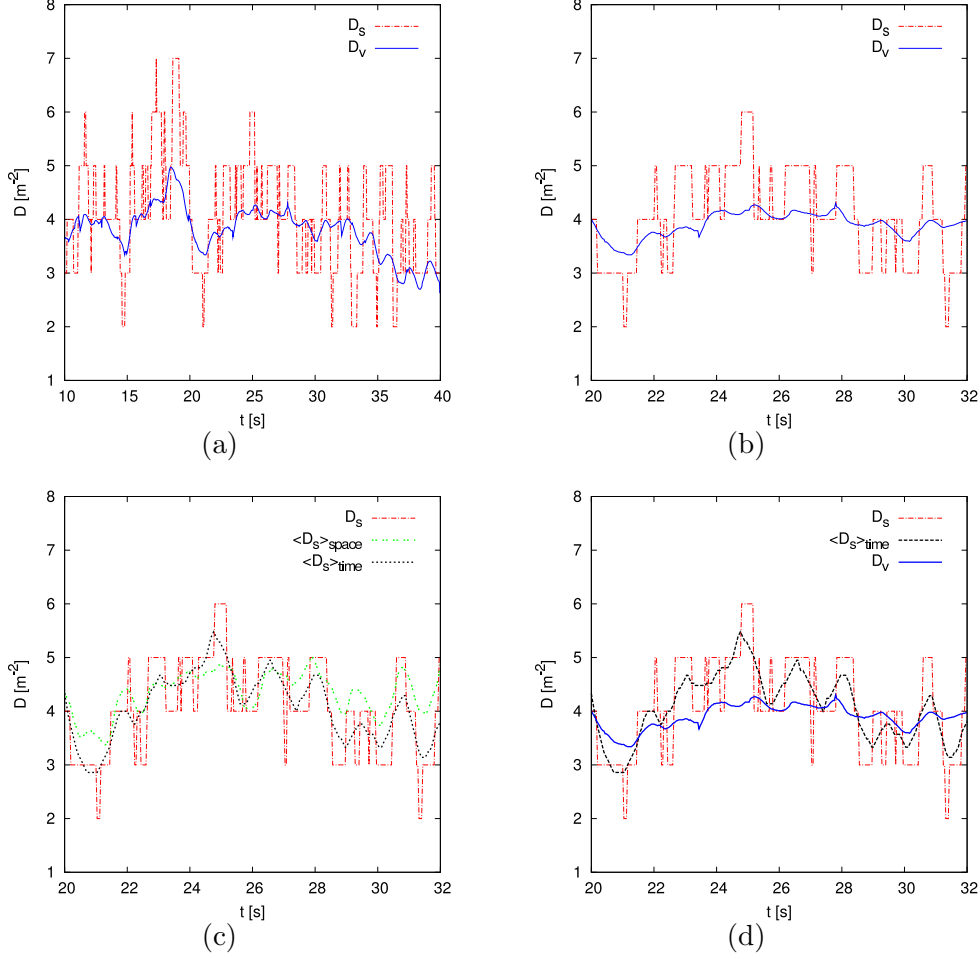 D_s
D_v
8
7
6
5
4
3
2
1
D [m^-2]
10 15 20 25 30 35 40
t [s]
(a)
D_s
D_v
8
7
6
5
4
3
2
1
D [m^-2]
20 22 24 26 28 30 32
t [s]
(b)
D_s
<D_s>_space
<D_s>_time
8
7
6
5
4
3
2
1
D [m^-2]
20 22 24 26 28 30 32
t [s]
(c)
D_s
<D_s>_time
D_v
8
7
6
5
4
3
2
1
D [m^-2]
20 22 24 26 28 30 32
t [s]
(d)